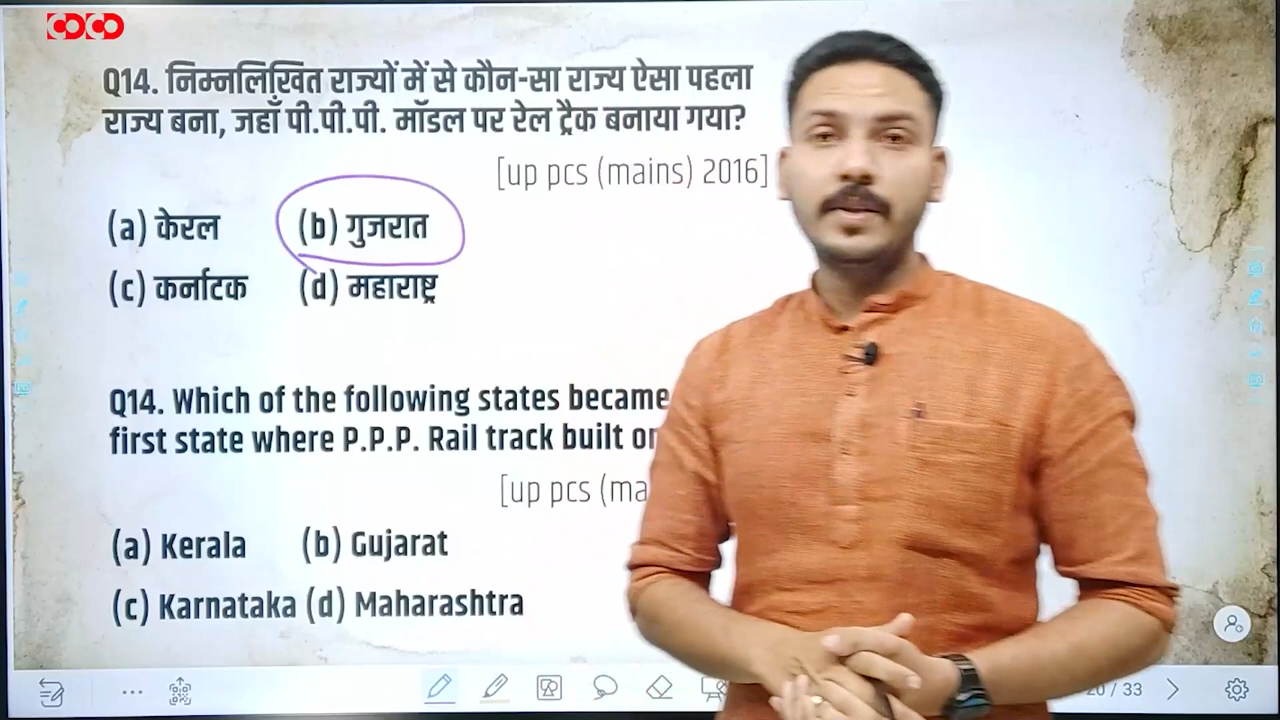 COCO
Q14. निम्नलिखित राज्यों में से कौन-सा राज्य ऐसा पहला
राज्य बना, जहाँ पी.पी.पी. मॉडल पर रेल ट्रैक बनाया गया?
[up pcs (mains) 2016]
(a) केरल (b) गुजरात
(c) कर्नाटक (d) महाराष्ट्र
Q14. Which of the following states became
first state where P.P.P. Rail track built
[up pcs
(a) Kerala (b) Gujarat
(c) Karnataka (d) Maharashtra
20 / 33